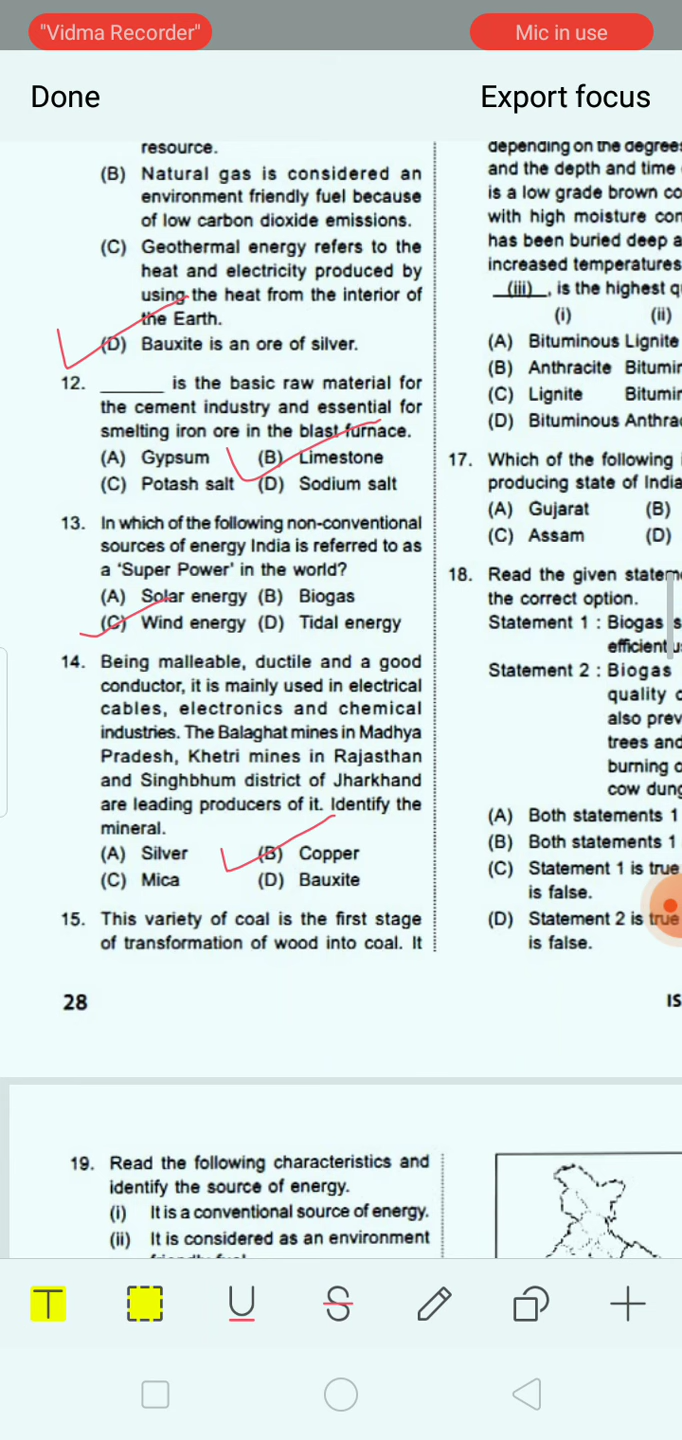 "Vidma Recorder"
Mic in use
Done
Export focus
resource.
(B) Natural gas is considered an
environment friendly fuel because
of low carbon dioxide emissions.
(C) Geothermal energy refers to the
heat and electricity produced by
using the heat from the interior of
the Earth.
(D) Bauxite is an ore of silver.
12. ______ is the basic raw material for
the cement industry and essential for
smelting iron ore in the blast furnace.
(A) Gypsum (B) Limestone
(C) Potash salt (D) Sodium salt
13. In which of the following non-conventional
sources of energy India is referred to as
a 'Super Power' in the world?
(A) Solar energy (B) Biogas
(C) Wind energy (D) Tidal energy
14. Being malleable, ductile and a good
conductor, it is mainly used in electrical
cables, electronics and chemical
industries. The Balaghat mines in Madhya
Pradesh, Khetri mines in Rajasthan
and Singhbhum district of Jharkhand
are leading producers of it. Identify the
mineral.
(A) Silver (B) Copper
(C) Mica (D) Bauxite
15. This variety of coal is the first stage
of transformation of wood into coal. It
28
depending on the degree
and the depth and time
is a low grade brown
with high moisture
has been buried deep
increased temperatures
(iii) , is the highest
(i) (ii)
(A) Bituminous Lignite
(B) Anthracite
(C) Lignite
(D) Bituminous
17. Which of the following
producing state of India
(A) Gujarat (B)
(C) Assam (D)
18. Read the given
the correct option.
Statement 1 : Biogas
efficient
Statement 2 : Biogas
quality
also
trees and
burning
cow dung
(A) Both statements 1
(B) Both statements 1
(C) Statement 1 is true
is false.
(D) Statement 2 is true
is false.
IS
19. Read the following characteristics and
identify the source of energy.
(i) It is a conventional source of energy.
(ii) It is considered as an environment